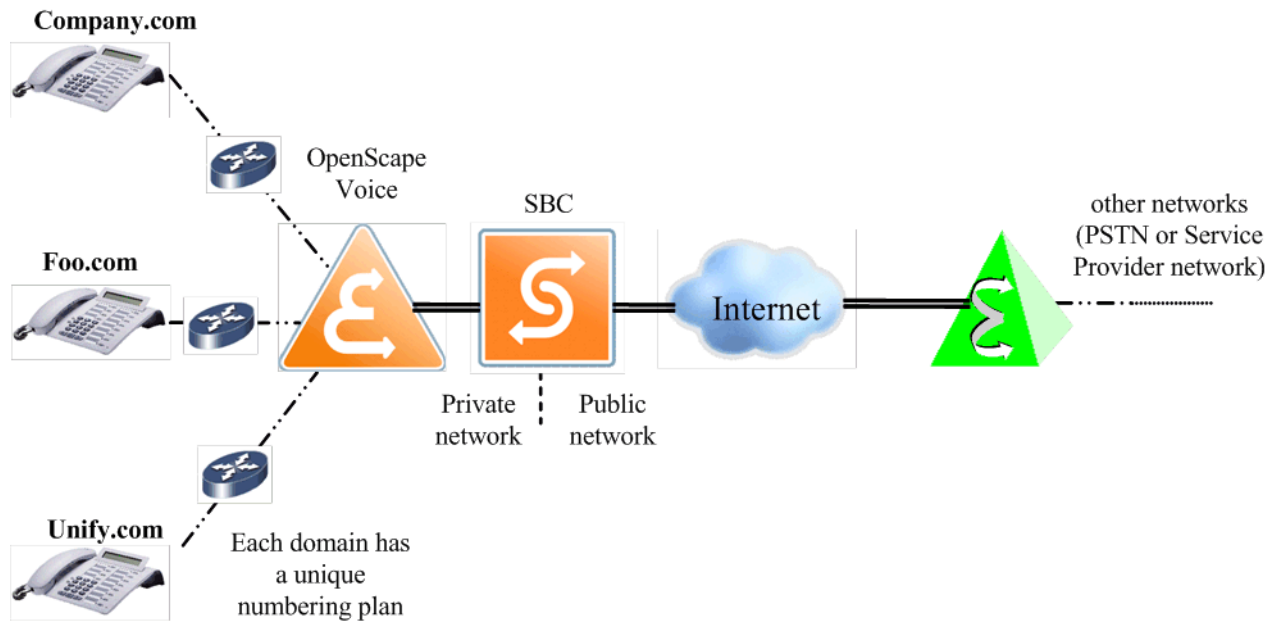 Company.com
OpenScape
Voice
SBC
other networks
(PSTN or Service
Provider network)
Foo.com
Internet
Private
network
Public
network
Unify.com
Each domain has
a unique
numbering plan